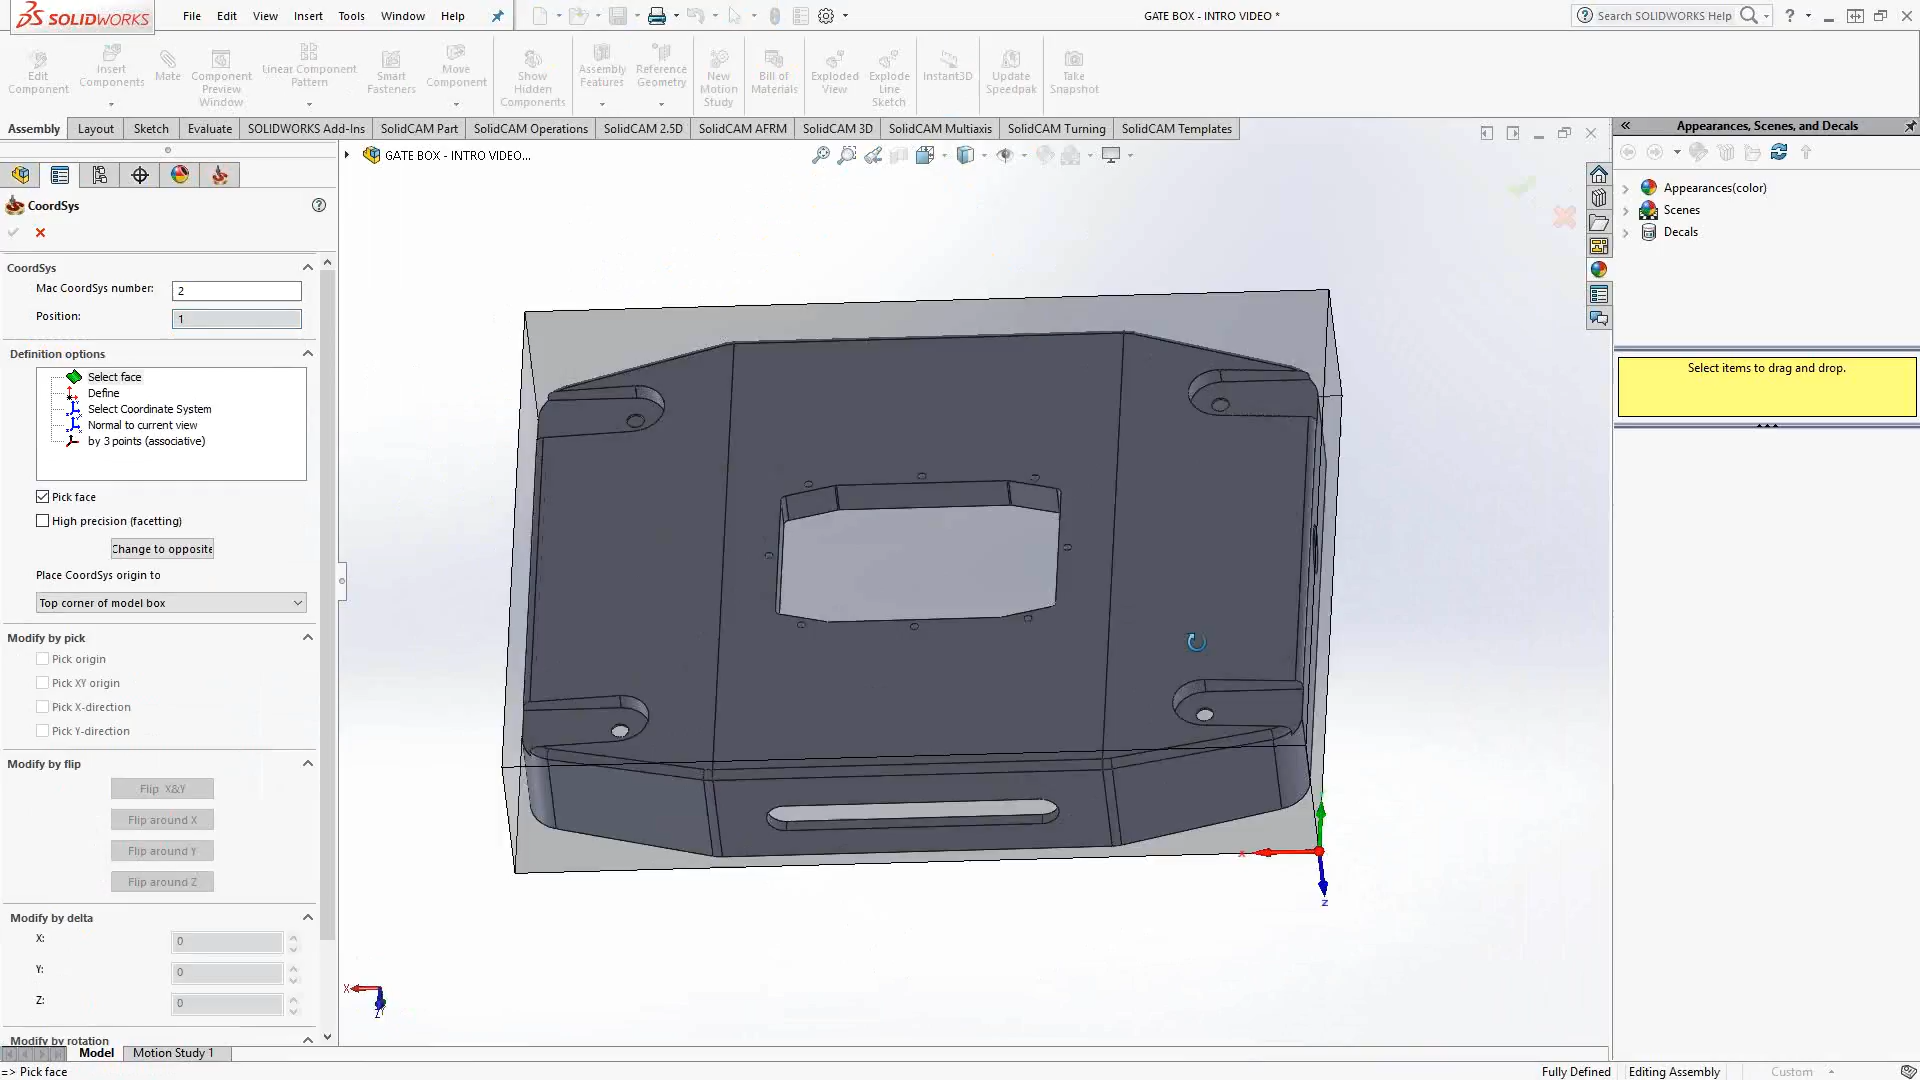 SOLIDWORKS
File Edit View Insert Tools Window Help
GATE BOX - INTRO VIDEO *
Search SOLIDWORKS Help
Edit Component
Insert Components
Mate
Component Preview Window
Linear Component Pattern
Smart Fasteners
Move Component
Show Hidden Components
Assembly Features
Reference Geometry
New Motion Study
Bill of Materials
Exploded View
Explode Line Sketch
Instant3D
Update Speedpak
Take Snapshot
Assembly Layout Sketch Evaluate SOLIDWORKS Add-Ins SolidCAM Part SolidCAM Operations SolidCAM 2.5D SolidCAM AFRM SolidCAM 3D SolidCAM Multiaxis SolidCAM Turning SolidCAM Templates
Appearances, Scenes, and Decals
GATE BOX - INTRO VIDEO...
Appearances(color)
Scenes
Decals
Select items to drag and drop.
CoordSys
CoordSys
Mac CoordSys number: 2
Position: 1
Definition options
Select face
Define
Select Coordinate System
Normal to current view
by 3 points (associative)
Pick face
High precision (facetting)
Change to opposite
Place CoordSys origin to
Top corner of model box
Modify by pick
Pick origin
Pick XY origin
Pick X-direction
Pick Y-direction
Modify by flip
Flip X&Y
Flip around X
Flip around Y
Flip around Z
Modify by delta
X: 0
Y: 0
Z: 0
Modify by rotation
X
Z
X
Z
Model Motion Study 1
=> Pick face
Fully Defined Editing Assembly Custom